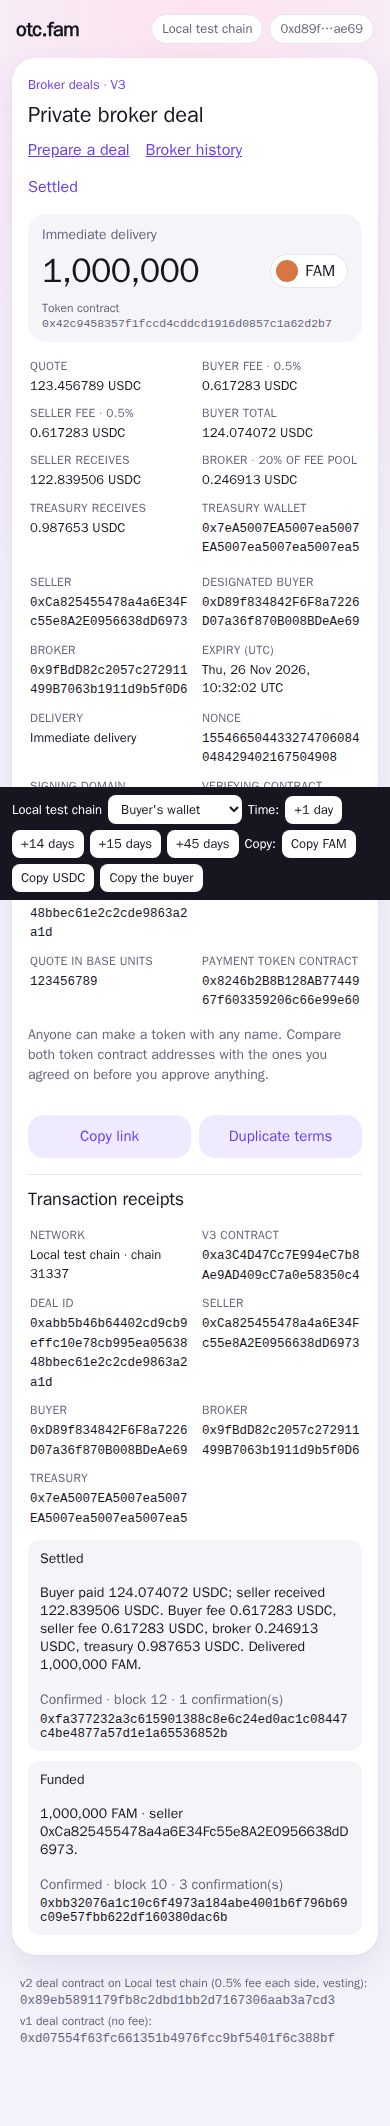 otc.fam
Local test chain
0xd89f···ae69
Broker deals · V3
Private broker deal
Prepare a deal
Broker history
Settled
Immediate delivery
1,000,000
FAM
Token contract
0x42c9458357f1fccd4cddcd1916d0857c1a62d2b7
QUOTE
123.456789 USDC
BUYER FEE · 0.5%
0.617283 USDC
SELLER FEE · 0.5%
0.617283 USDC
BUYER TOTAL
124.074072 USDC
SELLER RECEIVES
122.839506 USDC
BROKER · 20% OF FEE POOL
0.246913 USDC
TREASURY RECEIVES
0.987653 USDC
TREASURY WALLET
0x7eA5007EA5007ea5007
EA5007ea5007ea5007ea5
SELLER
0xCa825455478a4a6E34F
c55e8A2E0956638dD6973
DESIGNATED BUYER
0xD89f834842F6F8a7226
D07a36f870B008BDeAe69
BROKER
0x9fBdD82c2057c272911
499B7063b1911d9b5f0D6
EXPIRY (UTC)
Thu, 26 Nov 2026,
10:32:02 UTC
DELIVERY
Immediate delivery
NONCE
155466504433274706084
048429402167504908
SIGNING DOMAIN
VERIFYING CONTRACT
Local test chain
Buyer's wallet
Time:
+1 day
+14 days
+15 days
+45 days
Copy:
Copy FAM
Copy USDC
Copy the buyer
48bbec61e2c2cde9863a2
a1d
QUOTE IN BASE UNITS
123456789
PAYMENT TOKEN CONTRACT
0x8246b2B8B128AB77449
67f603359206c66e99e60
Anyone can make a token with any name. Compare
both token contract addresses with the ones you
agreed on before you approve anything.
Copy link
Duplicate terms
Transaction receipts
NETWORK
Local test chain · chain
31337
V3 CONTRACT
0xa3C4D47Cc7E994eC7b8
Ae9AD409cC7a0e58350c4
DEAL ID
0xabb5b46b64402cd9cb9
effc10e78cb995ea05638
48bbec61e2c2cde9863a2
a1d
SELLER
0xCa825455478a4a6E34F
c55e8A2E0956638dD6973
BUYER
0xD89f834842F6F8a7226
D07a36f870B008BDeAe69
BROKER
0x9fBdD82c2057c272911
499B7063b1911d9b5f0D6
TREASURY
0x7eA5007EA5007ea5007
EA5007ea5007ea5007ea5
Settled
Buyer paid 124.074072 USDC; seller received
122.839506 USDC. Buyer fee 0.617283 USDC,
seller fee 0.617283 USDC, broker 0.246913
USDC, treasury 0.987653 USDC. Delivered
1,000,000 FAM.
Confirmed · block 12 · 1 confirmation(s)
0xfa377232a3c615901388c8e6c24ed0ac1c08447
c4be4877a57d1e1a65536852b
Funded
1,000,000 FAM · seller
0xCa825455478a4a6E34Fc55e8A2E0956638dD
6973.
Confirmed · block 10 · 3 confirmation(s)
0xbb32076a1c10c6f4973a184abe4001b6f796b69
c09e57fbb622df160380dac6b
v2 deal contract on Local test chain (0.5% fee each side, vesting):
0x89eb5891179fb8c2dbd1bb2d7167306aab3a7cd3
v1 deal contract (no fee):
0xd07554f63fc661351b4976fcc9bf5401f6c388bf